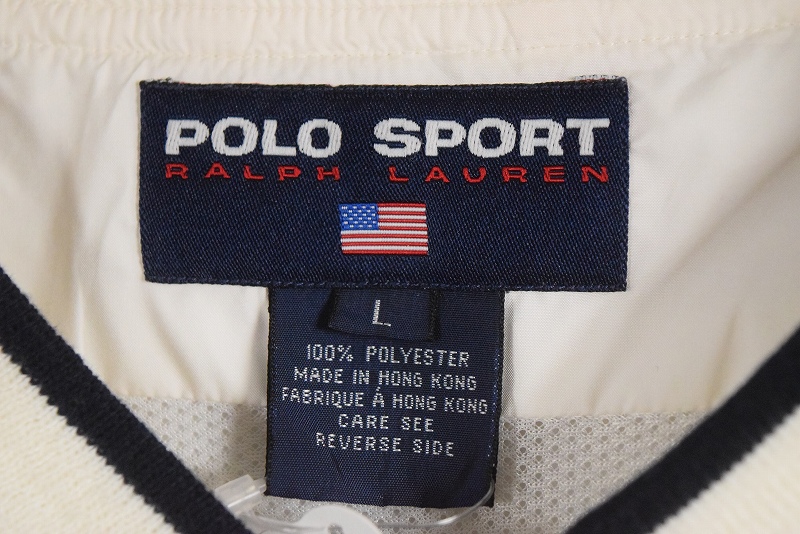 POLO SPORT
RALPH LAUREN
L
100% POLYESTER
MADE IN HONG KONG
FABRIQUE À HONG KONG
CARE SEE
REVERSE SIDE